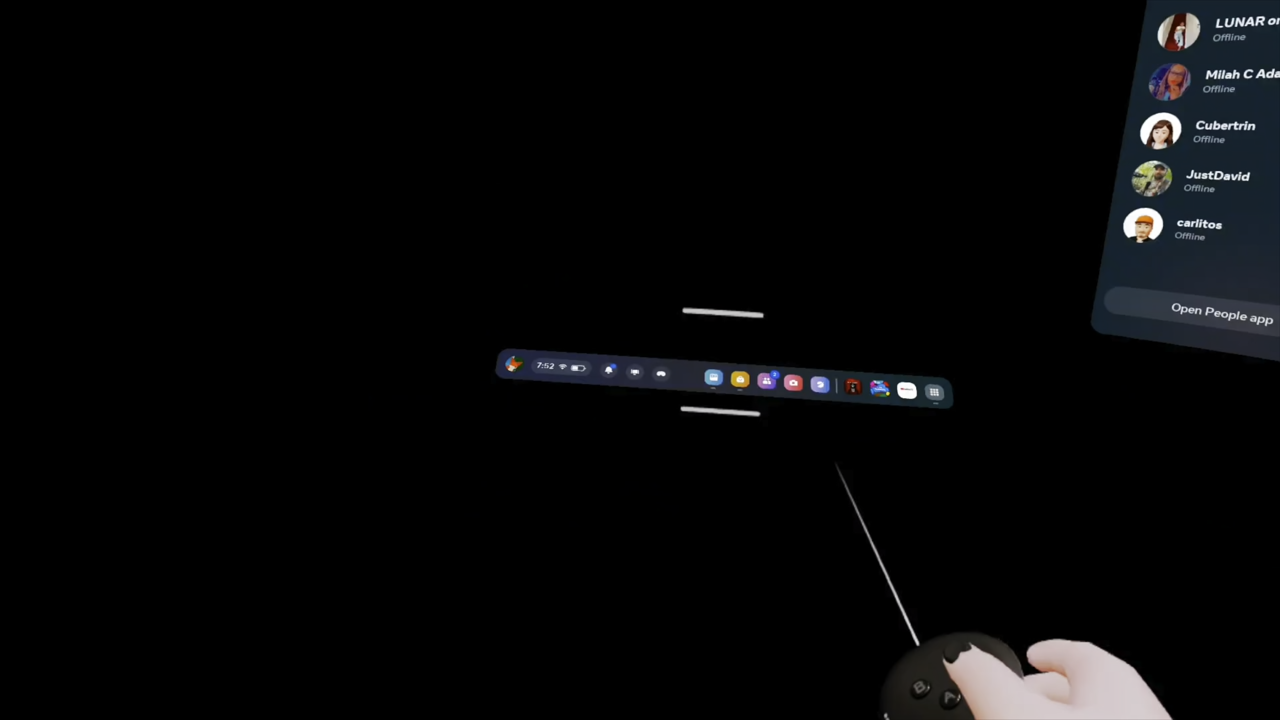 LUNAR
Offline
Milah C Ada
Offline
Cubertrin
Offline
JustDavid
Offline
carlitos
Offline
Open People app
7:52
B
A